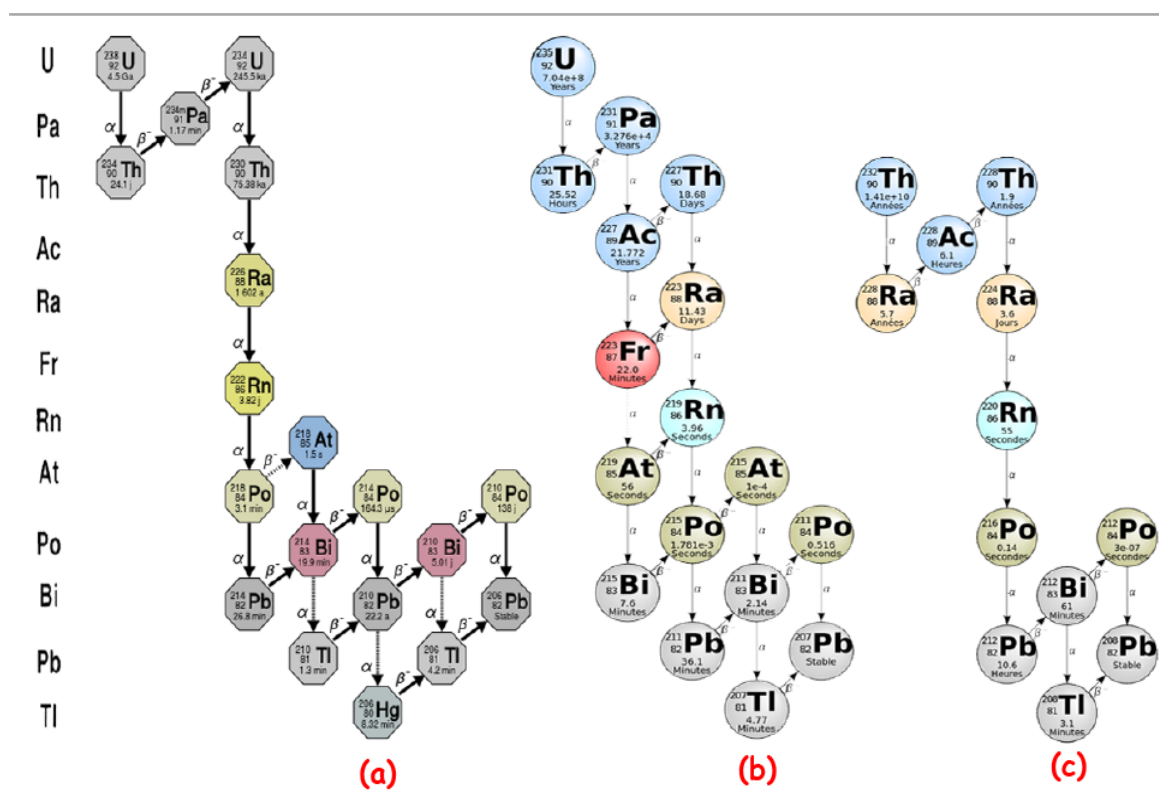 U
Pa
Th
Ac
Ra
Fr
Rn
At
Po
Bi
Pb
Tl
238
92 U
4.5 Ga
α
234
90 Th
24.1 j
β⁻
234m
91 Pa
1.17 min
β⁻
234
92 U
245.5 ka
α
230
90 Th
75.38 ka
α
226
88 Ra
1 602 a
α
222
86 Rn
3.82 j
α
218
84 Po
3.1 min
β⁻
218
85 At
1.5 s
α
α
214
82 Pb
26.8 min
β⁻
214
83 Bi
19.9 min
β⁻
214
84 Po
164.3 µs
α
α
210
81 Tl
1.3 min
β⁻
210
82 Pb
22.2 a
β⁻
210
83 Bi
5.01 j
β⁻
210
84 Po
138 j
α
α
α
206
80 Hg
8.32 min
β⁻
206
81 Tl
4.2 min
β⁻
206
82 Pb
Stable
(a)
235
92 U
7.04e+8
Years
α
231
90 Th
25.52
Hours
β⁻
231
91 Pa
3.276e+4
Years
α
227
89 Ac
21.772
Years
β⁻
227
90 Th
18.68
Days
α
α
223
87 Fr
22.0
Minutes
β⁻
223
88 Ra
11.43
Days
α
α
219
85 At
56
Seconds
β⁻
219
86 Rn
3.96
Seconds
α
α
215
83 Bi
7.6
Minutes
β⁻
215
84 Po
1.781e-3
Seconds
β⁻
215
85 At
1e-4
Seconds
α
α
211
82 Pb
36.1
Minutes
β⁻
211
83 Bi
2.14
Minutes
β⁻
211
84 Po
0.516
Seconds
α
α
207
81 Tl
4.77
Minutes
β⁻
207
82 Pb
Stable
(b)
232
90 Th
1.41e+10
Années
α
228
88 Ra
5.7
Années
β⁻
228
89 Ac
6.1
Heures
β⁻
228
90 Th
1.9
Années
α
224
88 Ra
3.6
Jours
α
220
86 Rn
55
Secondes
α
216
84 Po
0.14
Secondes
α
212
82 Pb
10.6
Heures
β⁻
212
83 Bi
61
Minutes
β⁻
212
84 Po
3e-07
Secondes
α
α
208
81 Tl
3.1
Minutes
β⁻
208
82 Pb
Stable
(c)